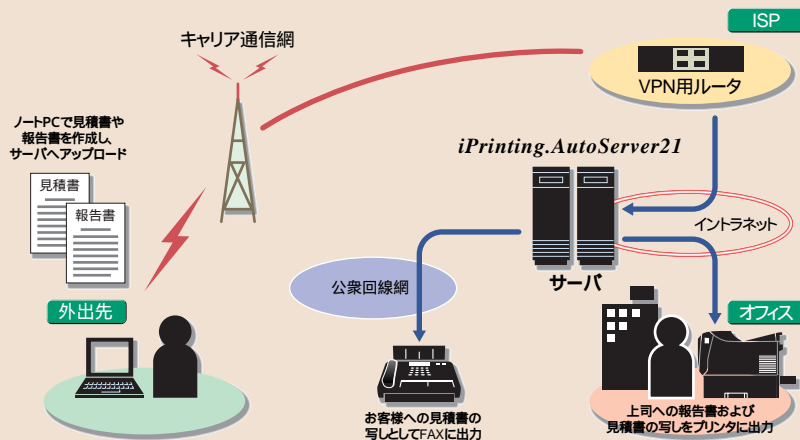 ISP
キャリア通信網
VPN用ルータ
ノートPCで見積書や
報告書を作成し、
サーバへアップロード
iPrinting.AutoServer21
見積書
報告書
イントラネット
サーバ
公衆回線網
外出先
オフィス
お客様への見積書の
写しとしてFAXに出力
上司への報告書および
見積書の写しをプリンタに出力